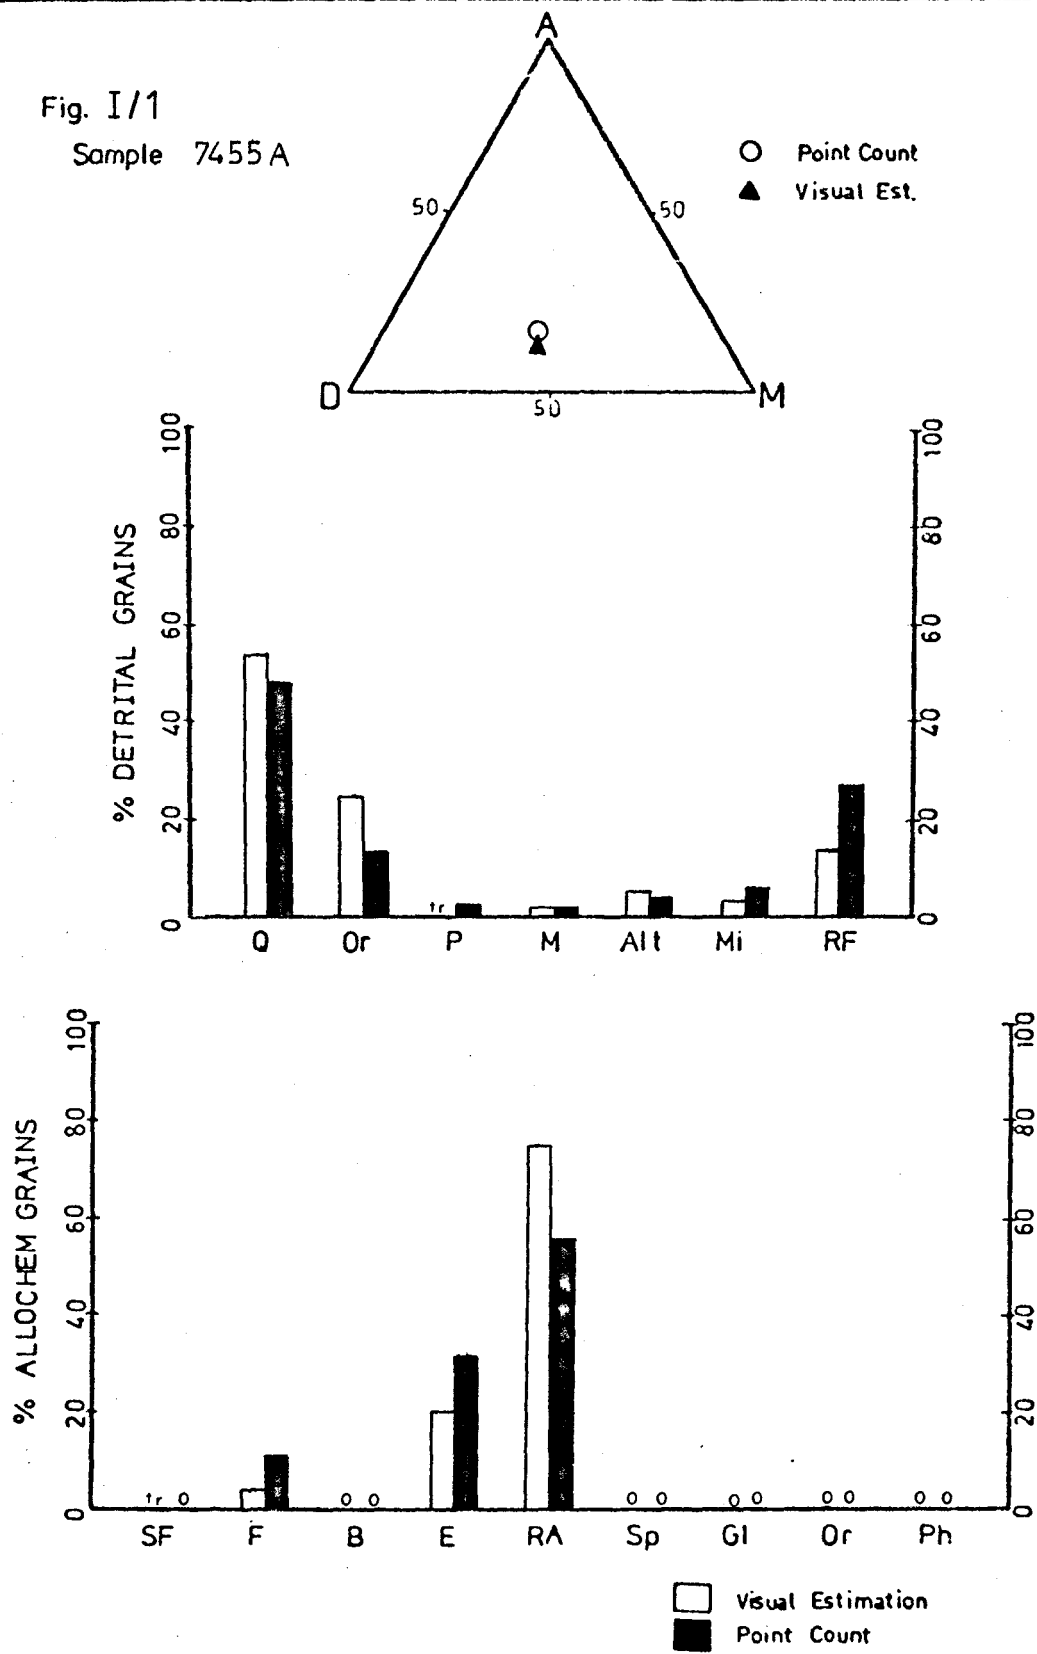 A
Fig. I/1
Sample 7455A
Point Count
Visual Est.
50 50
D M
50
% DETRITAL GRAINS
100 100
80 80
60 60
40 40
20 20
tr
0 0
Q Or P M Alt Mi RF
% ALLOCHEM GRAINS
100 100
80 80
60 60
40 40
20 20
tr 0 0 0 0 0 0 0 0 0 0 0
0 0
SF F B E RA Sp Gl Or Ph
Visual Estimation
Point Count